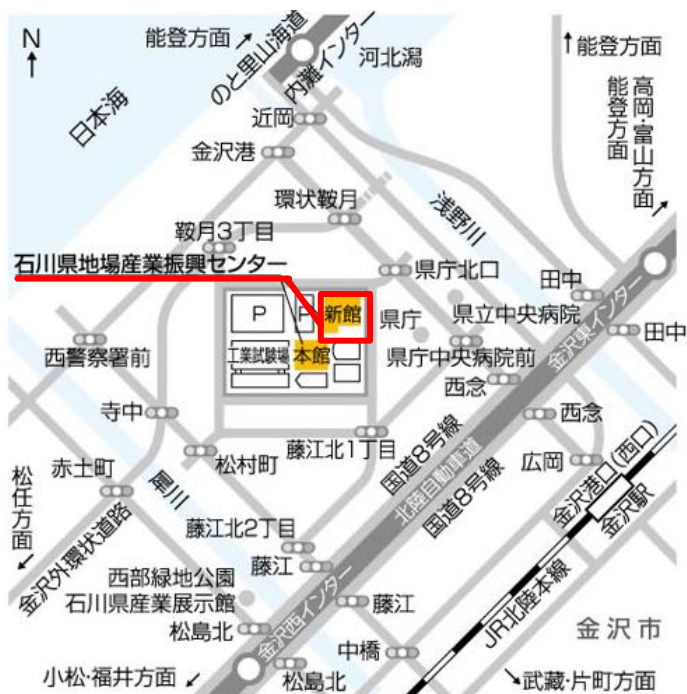 N
能登方面
のと里山海道
内灘インター
河北潟
能登方面
高岡・富山方面
能登方面
日本海
近岡
金沢港
環状鞍月
浅野川
鞍月3丁目
石川県地場産業振興センター
県庁北口
田中
P
P
新館
県庁
県立中央病院
金沢東インター
田中
西警察署前
工業試験場
本館
県庁中央病院前
西念
寺中
藤江北1丁目
国道8号線
西念
松村町
北陸自動車道
広岡
金沢港口(西口)
赤土町
犀川
国道8号線
金沢駅
松任方面
金沢外環状道路
藤江北2丁目
藤江
西部緑地公園
石川県産業展示館
藤江
JR北陸本線
松島北
金沢西インター
中橋
金沢市
小松・福井方面
松島北
武蔵・片町方面